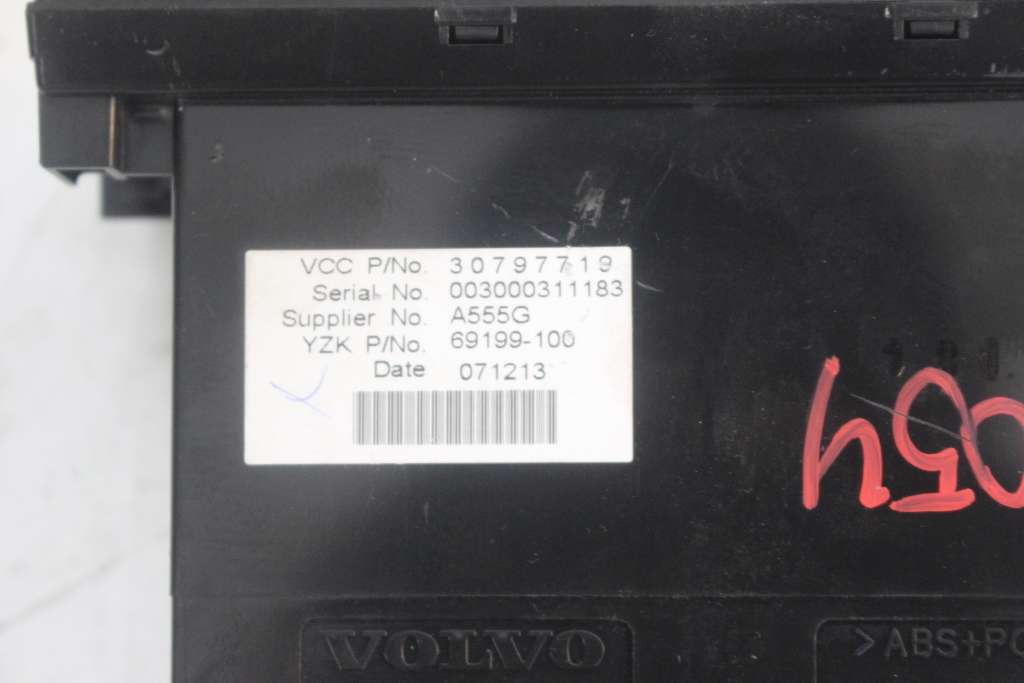 VCC P/No. 30797719
Serial No. 003000311183
Supplier No. A555G
YZK P/No. 69199-100
Date 071213
VOLVO
>ABS+PC